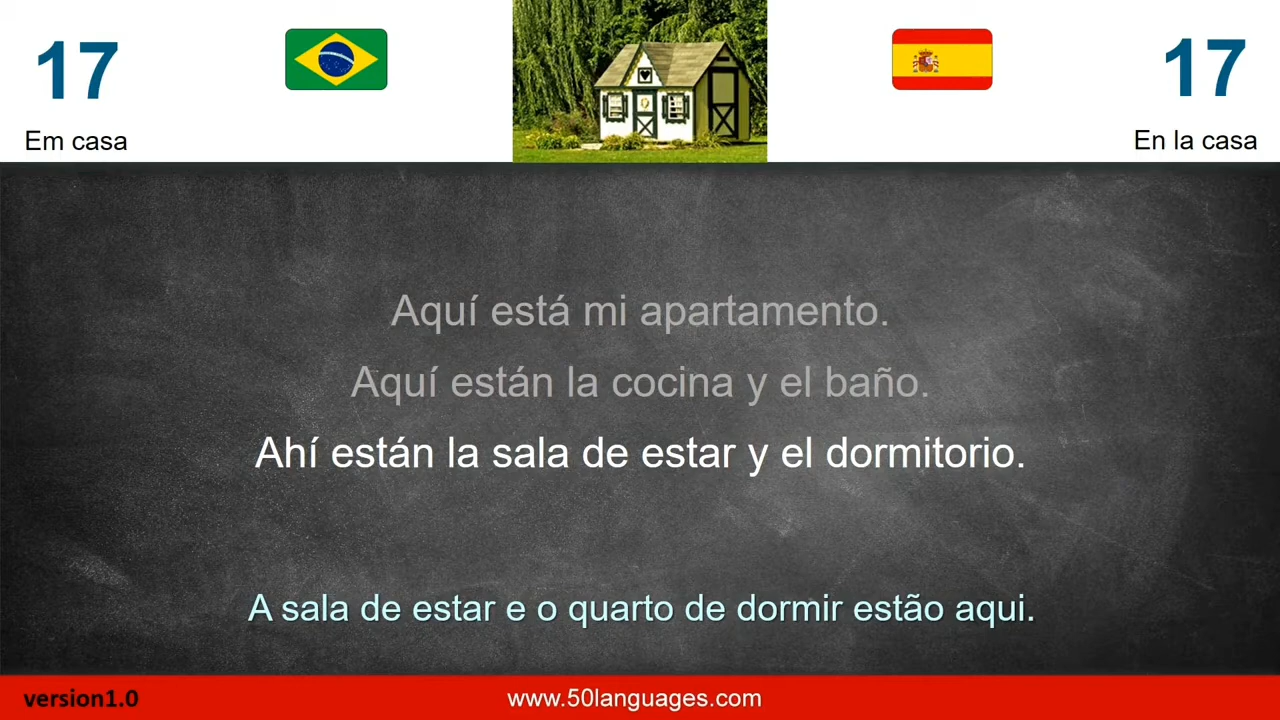 17
17
Em casa
En la casa
Aquí está mi apartamento.
Aquí están la cocina y el baño.
Ahí están la sala de estar y el dormitorio.
A sala de estar e o quarto de dormir estão aqui.
version1.0
www.50languages.com